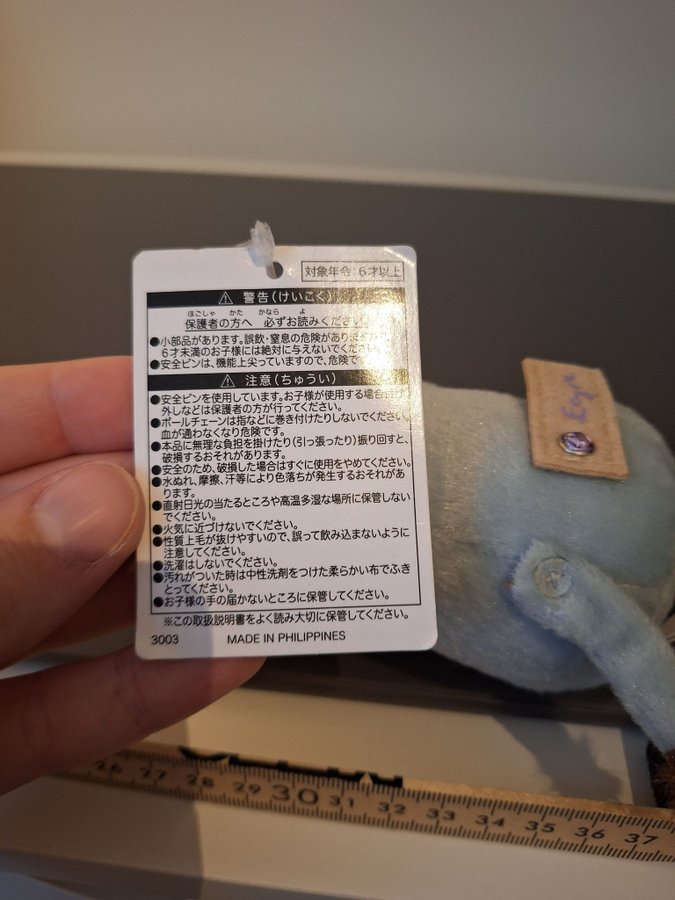 対象年令:6才以上
⚠ 警告(けいこく)
ほごしゃ かた かなら よ
保護者の方へ 必ずお読みください
●小部品があります。誤飲・窒息の危険があります
6才未満のお子様には絶対に与えないでくださ
●安全ピンは、機能上尖っていますので、危険で
⚠ 注意(ちゅうい)
●安全ピンを使用しています。お子様が使用する場合
外しなどは保護者の方が行ってください。
●ボールチェーンは指などに巻き付けたりしないでください。
血が通わなくなり危険です。
●本品に無理な負担を掛けたり(引っ張ったり)振り回すと、
破損するおそれがあります。
●安全のため、破損した場合はすぐに使用をやめてください。
●水ぬれ、摩擦、汗等により色落ちが発生するおそれがあ
ります。
●直射日光の当たるところや高温多湿な場所に保管しない
でください。
●火気に近づけないでください。
●性質上毛が抜けやすいので、誤って飲み込まないように
注意してください。
●洗濯はしないでください。
●汚れがついた時は中性洗剤をつけた柔らかい布でふき
とってください。
●お子様の手の届かないところに保管してください。
※この取扱説明書をよく読み大切に保管してください。
3003 MADE IN PHILIPPINES
26 27 28 29 30 31 32 33 34 35 36 37